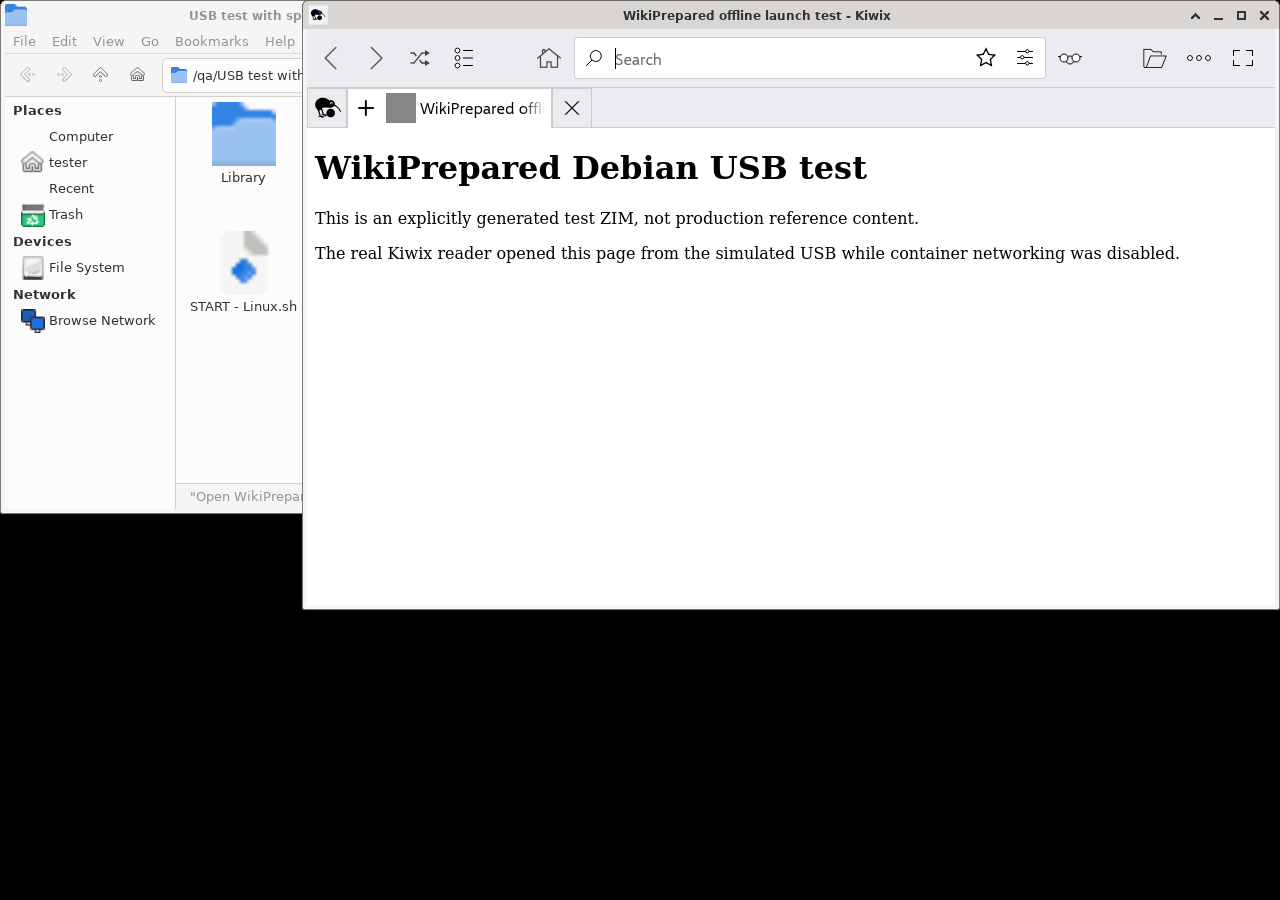 USB test with sp
File Edit View Go Bookmarks Help
/qa/USB test with
Places
Computer
tester
Recent
Trash
Devices
File System
Network
Browse Network
Library
START - Linux.sh
"Open WikiPrepar
WikiPrepared offline launch test - Kiwix
Search
WikiPrepared offl
WikiPrepared Debian USB test
This is an explicitly generated test ZIM, not production reference content.
The real Kiwix reader opened this page from the simulated USB while container networking was disabled.